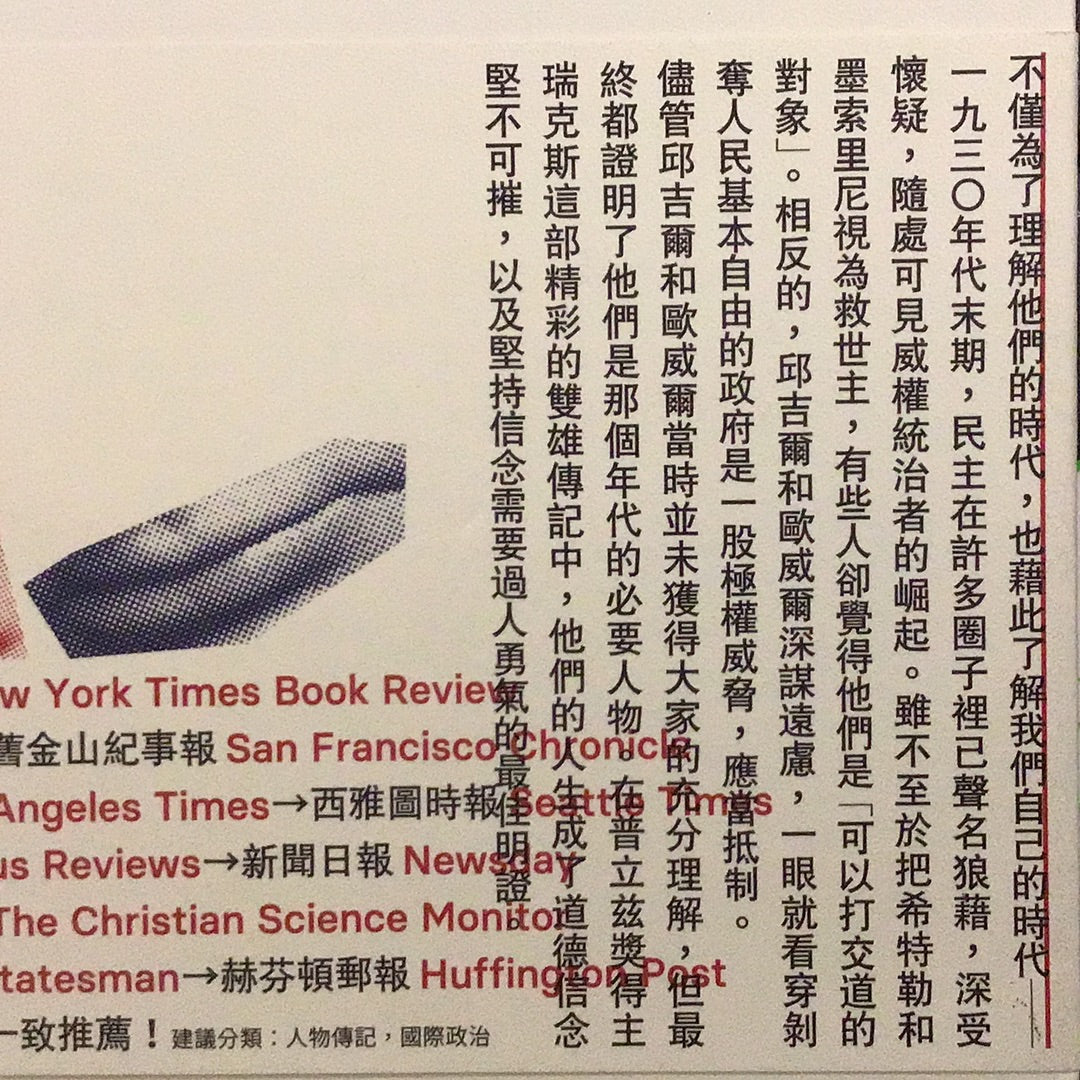 不僅為了理解他們的時代，也藉此了解我們自己的時代——
一九三〇年代末期，民主在許多圈子裡已聲名狼藉，深受
懷疑，隨處可見威權統治者的崛起。雖不至於把希特勒和
墨索里尼視為救世主，有些人卻覺得他們是「可以打交道的
對象」。相反的，邱吉爾和歐威爾深謀遠慮，一眼就看穿剝
奪人民基本自由的政府是一股極權威脅，應當抵制。
儘管邱吉爾和歐威爾當時並未獲得大家的充分理解，但最
終都證明了他們是那個年代的必要人物。在普立茲獎得主
瑞克斯這部精彩的雙雄傳記中，他們的人生成了道德信念
堅不可摧，以及堅持信念需要過人勇氣的最佳明證。
w York Times Book Review
舊金山紀事報 San Francisco Chronicle
Angeles Times→西雅圖時報 Seattle Times
us Reviews→新聞日報 Newsday
The Christian Science Monitor
tatesman→赫芬頓郵報 Huffington Post
一致推薦！建議分類：人物傳記，國際政治